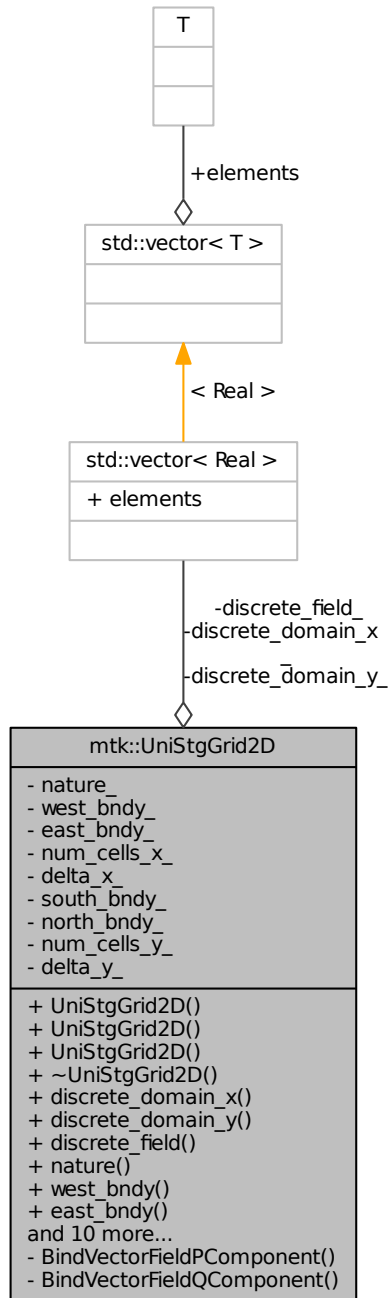 T
+elements
std::vector< T >
< Real >
std::vector< Real >
+ elements
-discrete_field_
-discrete_domain_x
_
-discrete_domain_y_
mtk::UniStgGrid2D
- nature_
- west_bndy_
- east_bndy_
- num_cells_x_
- delta_x_
- south_bndy_
- north_bndy_
- num_cells_y_
- delta_y_
+ UniStgGrid2D()
+ UniStgGrid2D()
+ UniStgGrid2D()
+ ~UniStgGrid2D()
+ discrete_domain_x()
+ discrete_domain_y()
+ discrete_field()
+ nature()
+ west_bndy()
+ east_bndy()
and 10 more...
- BindVectorFieldPComponent()
- BindVectorFieldQComponent()